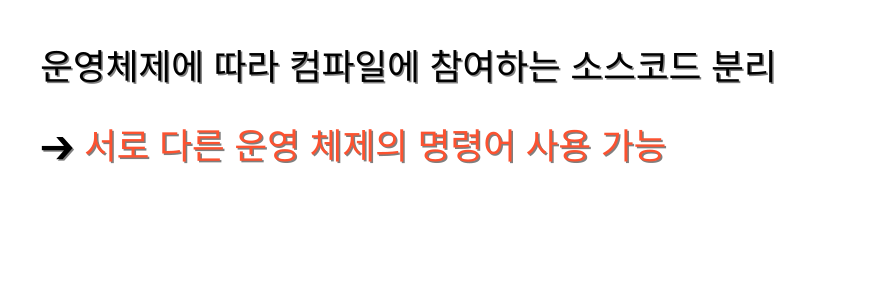 운영체제에 따라 컴파일에 참여하는 소스코드 분리
➔ 서로 다른 운영 체제의 명령어 사용 가능